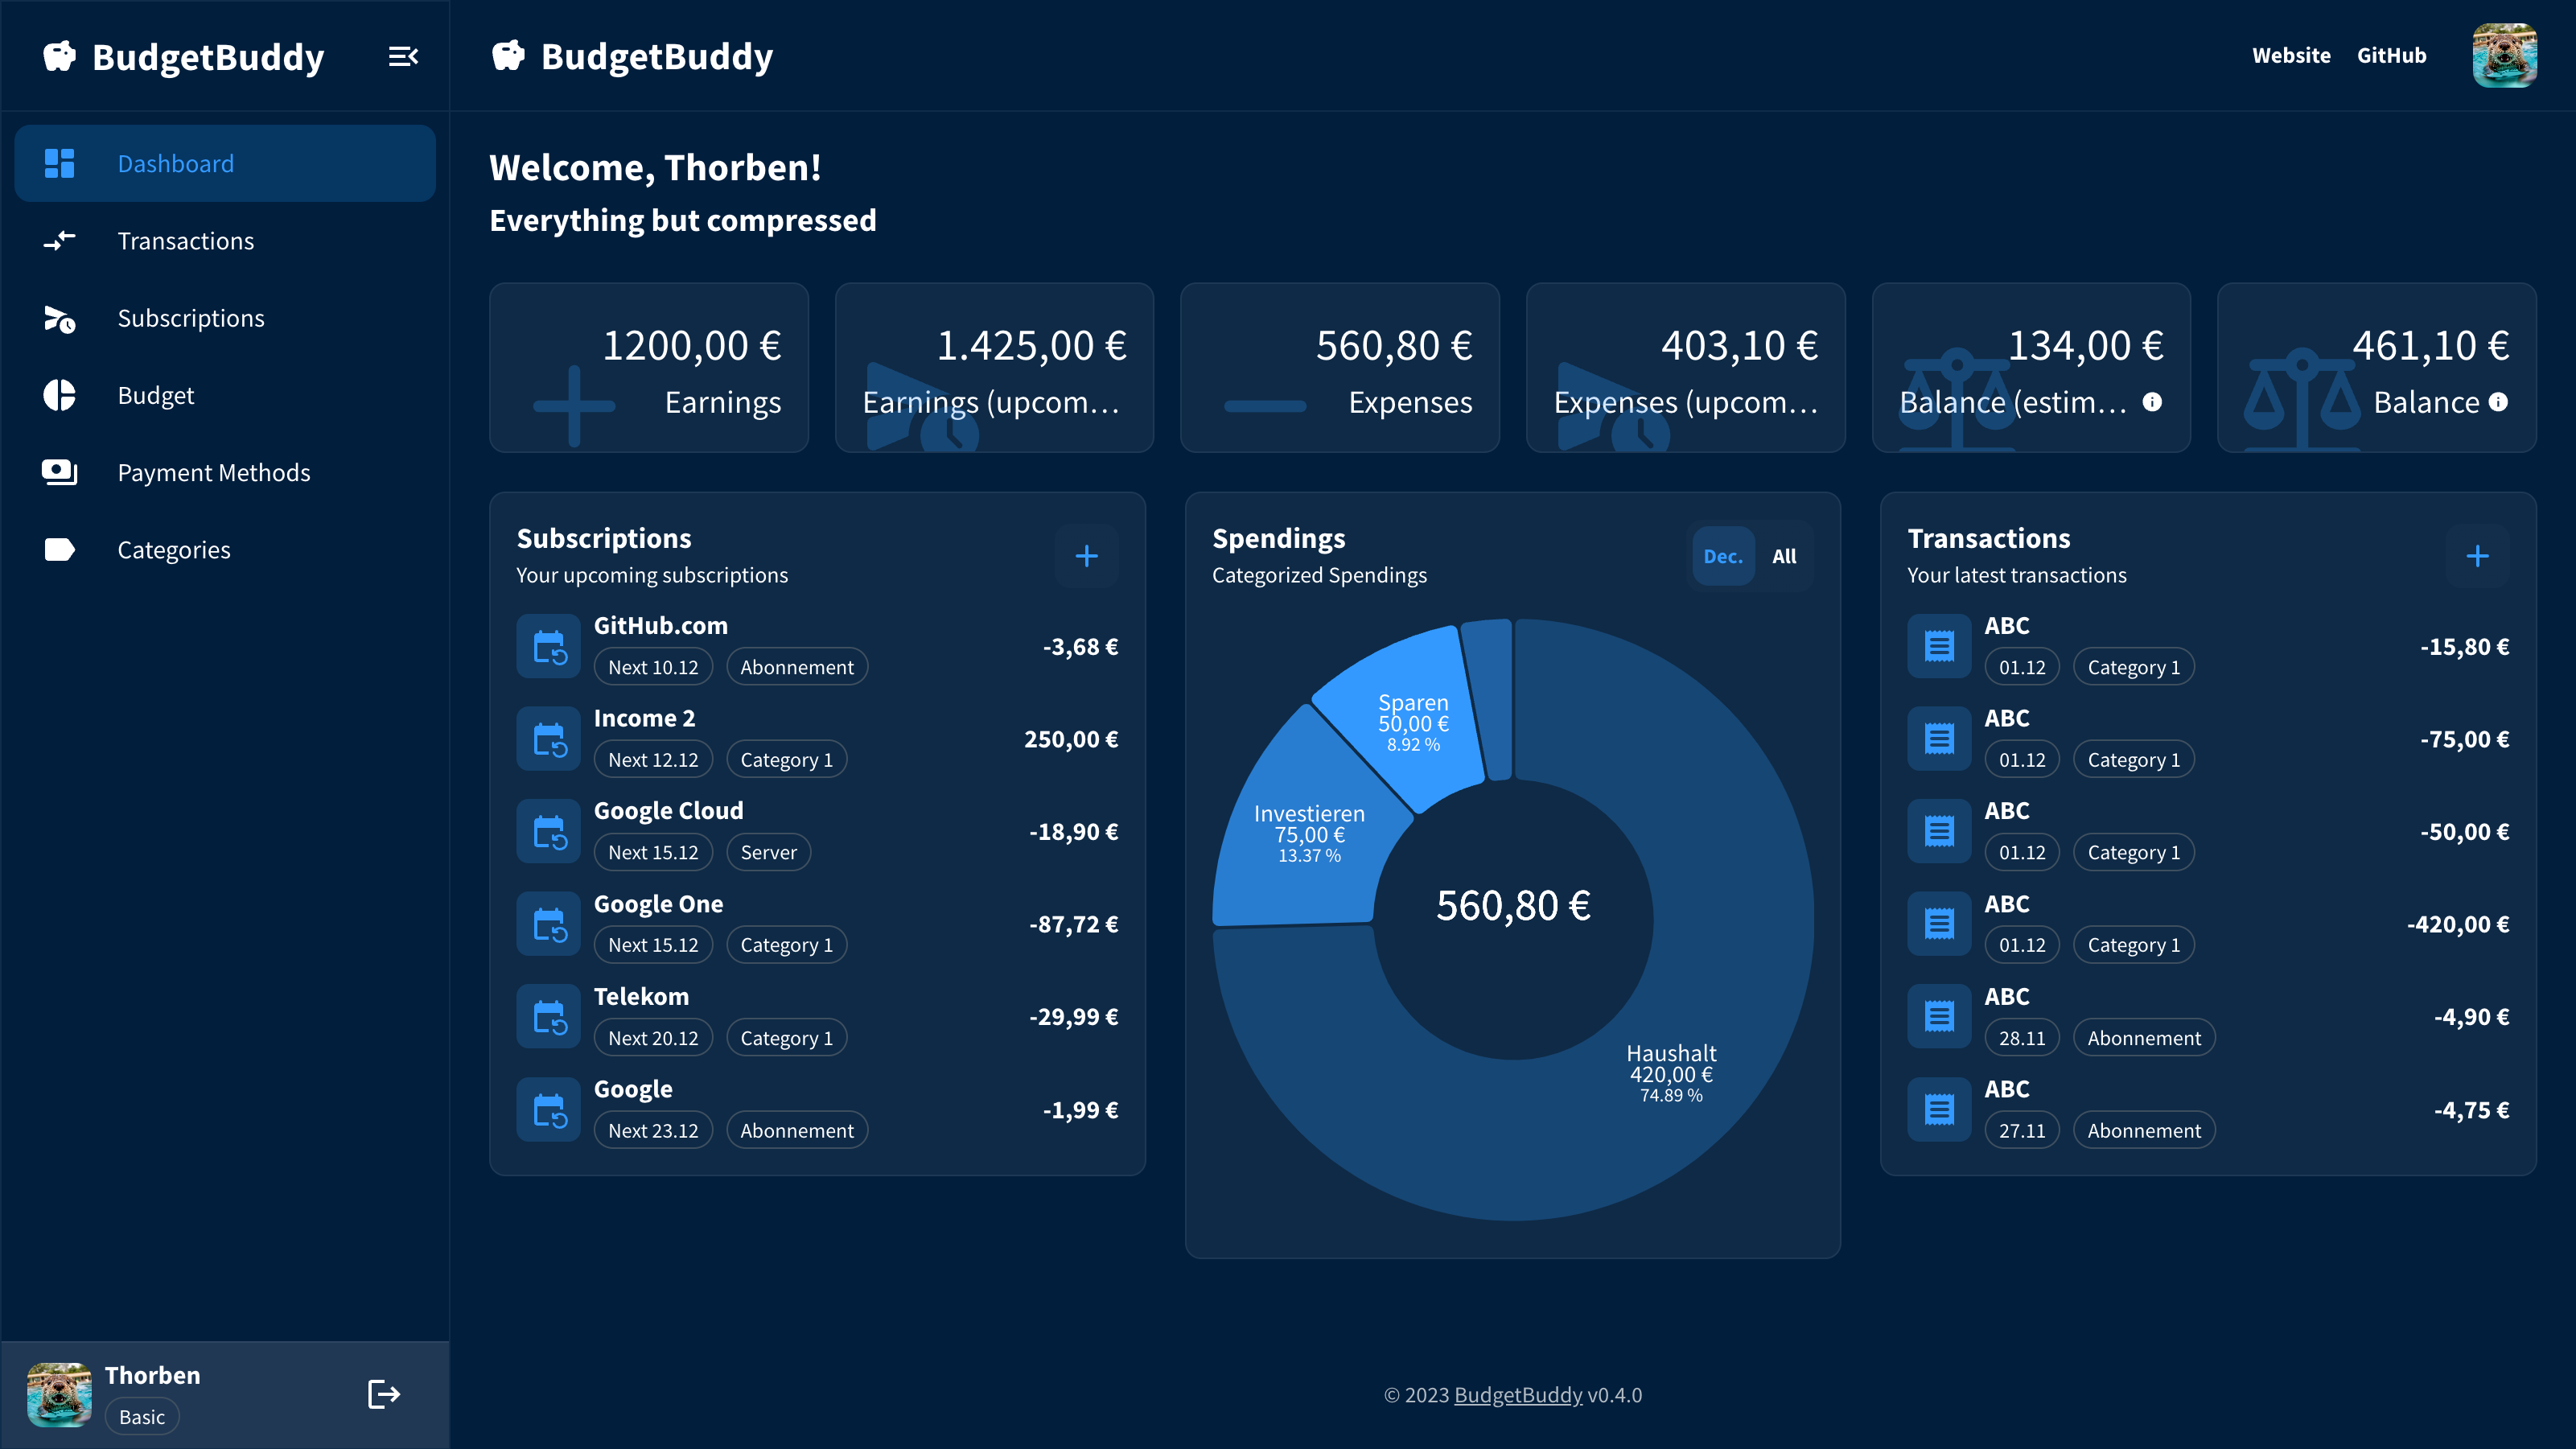 BudgetBuddy
Dashboard
Transactions
Subscriptions
Budget
Payment Methods
Categories
Thorben
Basic
BudgetBuddy
Website GitHub
Welcome, Thorben!
Everything but compressed
1200,00 €
Earnings
1.425,00 €
Earnings (upcom…
560,80 €
Expenses
403,10 €
Expenses (upcom…
134,00 €
Balance (estim…
461,10 €
Balance
Subscriptions
Your upcoming subscriptions
GitHub.com
Next 10.12 Abonnement
-3,68 €
Income 2
Next 12.12 Category 1
250,00 €
Google Cloud
Next 15.12 Server
-18,90 €
Google One
Next 15.12 Category 1
-87,72 €
Telekom
Next 20.12 Category 1
-29,99 €
Google
Next 23.12 Abonnement
-1,99 €
Spendings
Categorized Spendings
Dec. All
Sparen
50,00 €
8.92 %
Investieren
75,00 €
13.37 %
560,80 €
Haushalt
420,00 €
74.89 %
Transactions
Your latest transactions
ABC
01.12 Category 1
-15,80 €
ABC
01.12 Category 1
-75,00 €
ABC
01.12 Category 1
-50,00 €
ABC
01.12 Category 1
-420,00 €
ABC
28.11 Abonnement
-4,90 €
ABC
27.11 Abonnement
-4,75 €
© 2023 BudgetBuddy v0.4.0